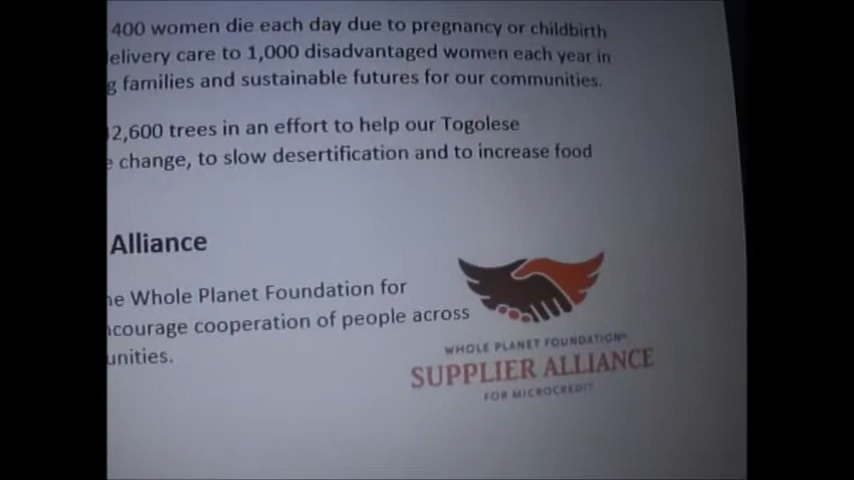 400 women die each day due to pregnancy or childbirth
elivery care to 1,000 disadvantaged women each year in
g families and sustainable futures for our communities.
2,600 trees in an effort to help our Togolese
e change, to slow desertification and to increase food
Alliance
he Whole Planet Foundation for
ncourage cooperation of people across
unities.
WHOLE PLANET FOUNDATION®
SUPPLIER ALLIANCE
FOR MICROCREDIT